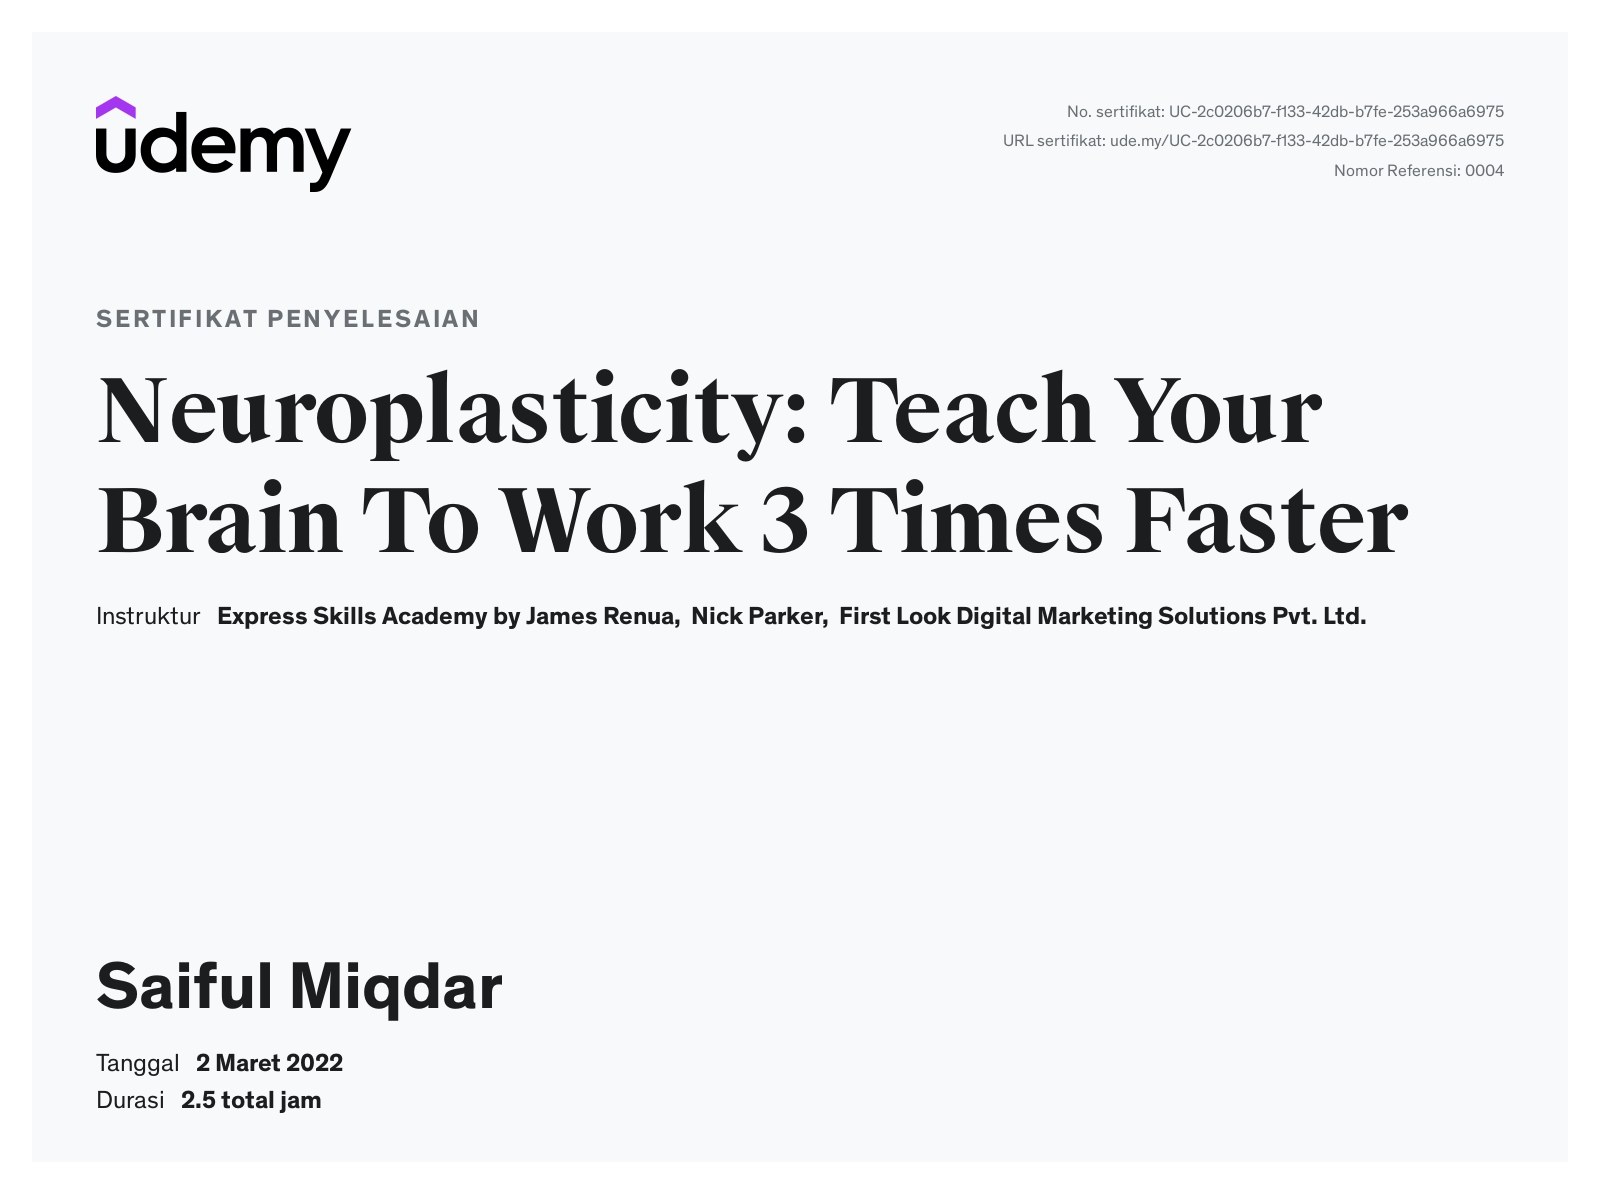 udemy
No. sertifikat: UC-2c0206b7-f133-42db-b7fe-253a966a6975
URL sertifikat: ude.my/UC-2c0206b7-f133-42db-b7fe-253a966a6975
Nomor Referensi: 0004
SERTIFIKAT PENYELESAIAN
Neuroplasticity: Teach Your
Brain To Work 3 Times Faster
Instruktur Express Skills Academy by James Renua, Nick Parker, First Look Digital Marketing Solutions Pvt. Ltd.
Saiful Miqdar
Tanggal 2 Maret 2022
Durasi 2.5 total jam